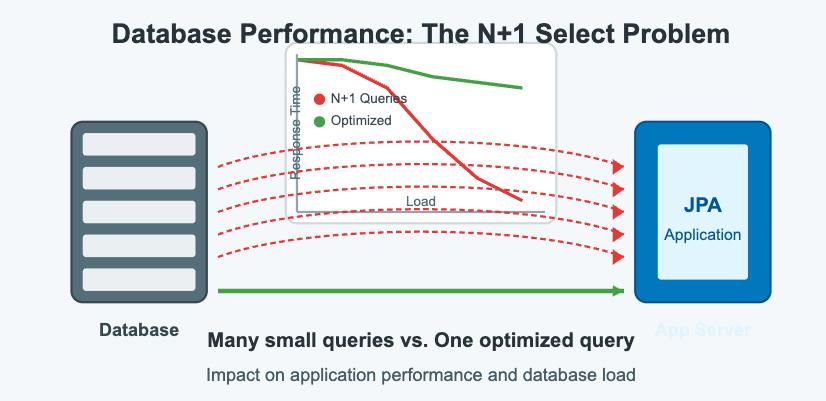 Database Performance: The N+1 Select Problem
N+1 Queries
Optimized
Response Time
Load
JPA
Application
Database
App Server
Many small queries vs. One optimized query
Impact on application performance and database load